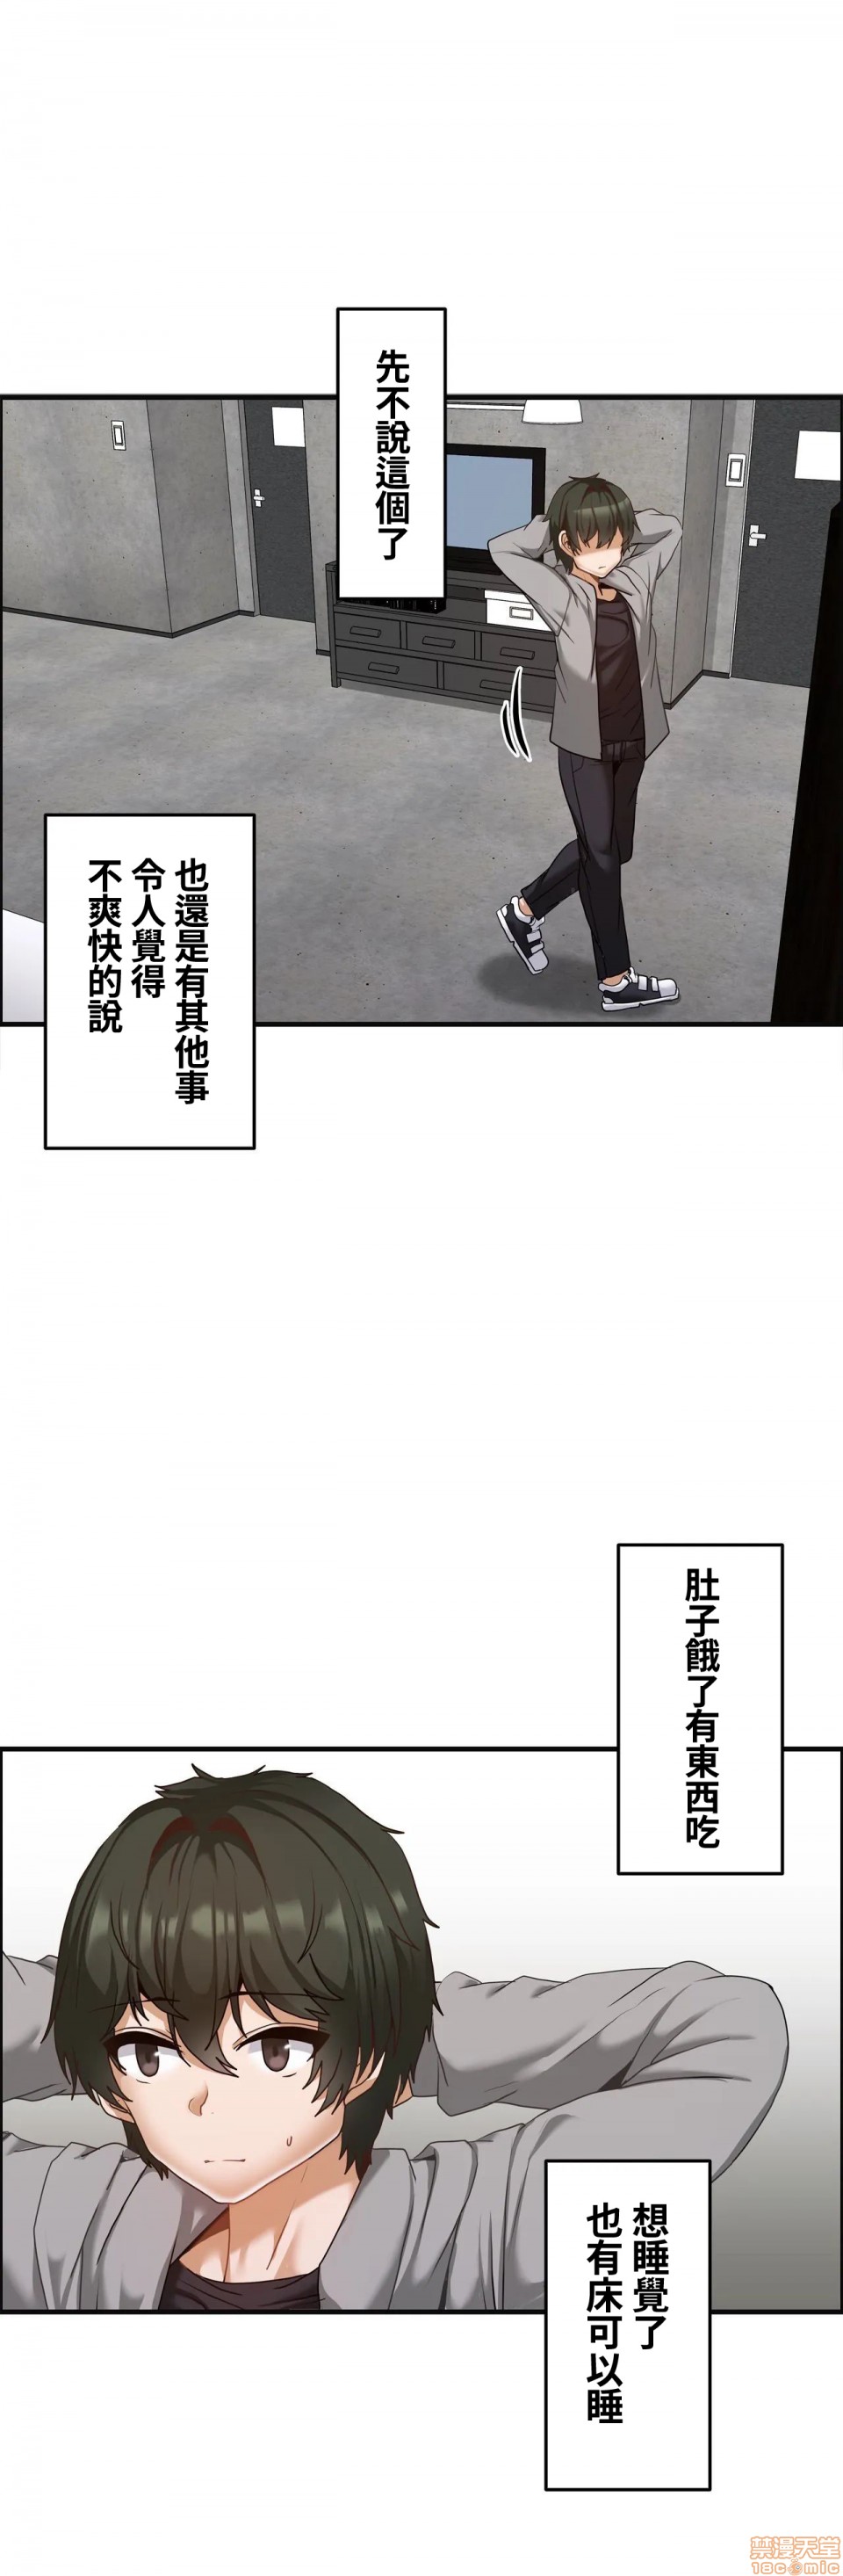 先不說這個了
也還是有其他事
令人覺得
不爽快的說
肚子餓了有東西吃
想睡覺了
也有床可以睡
禁漫天堂
18comic